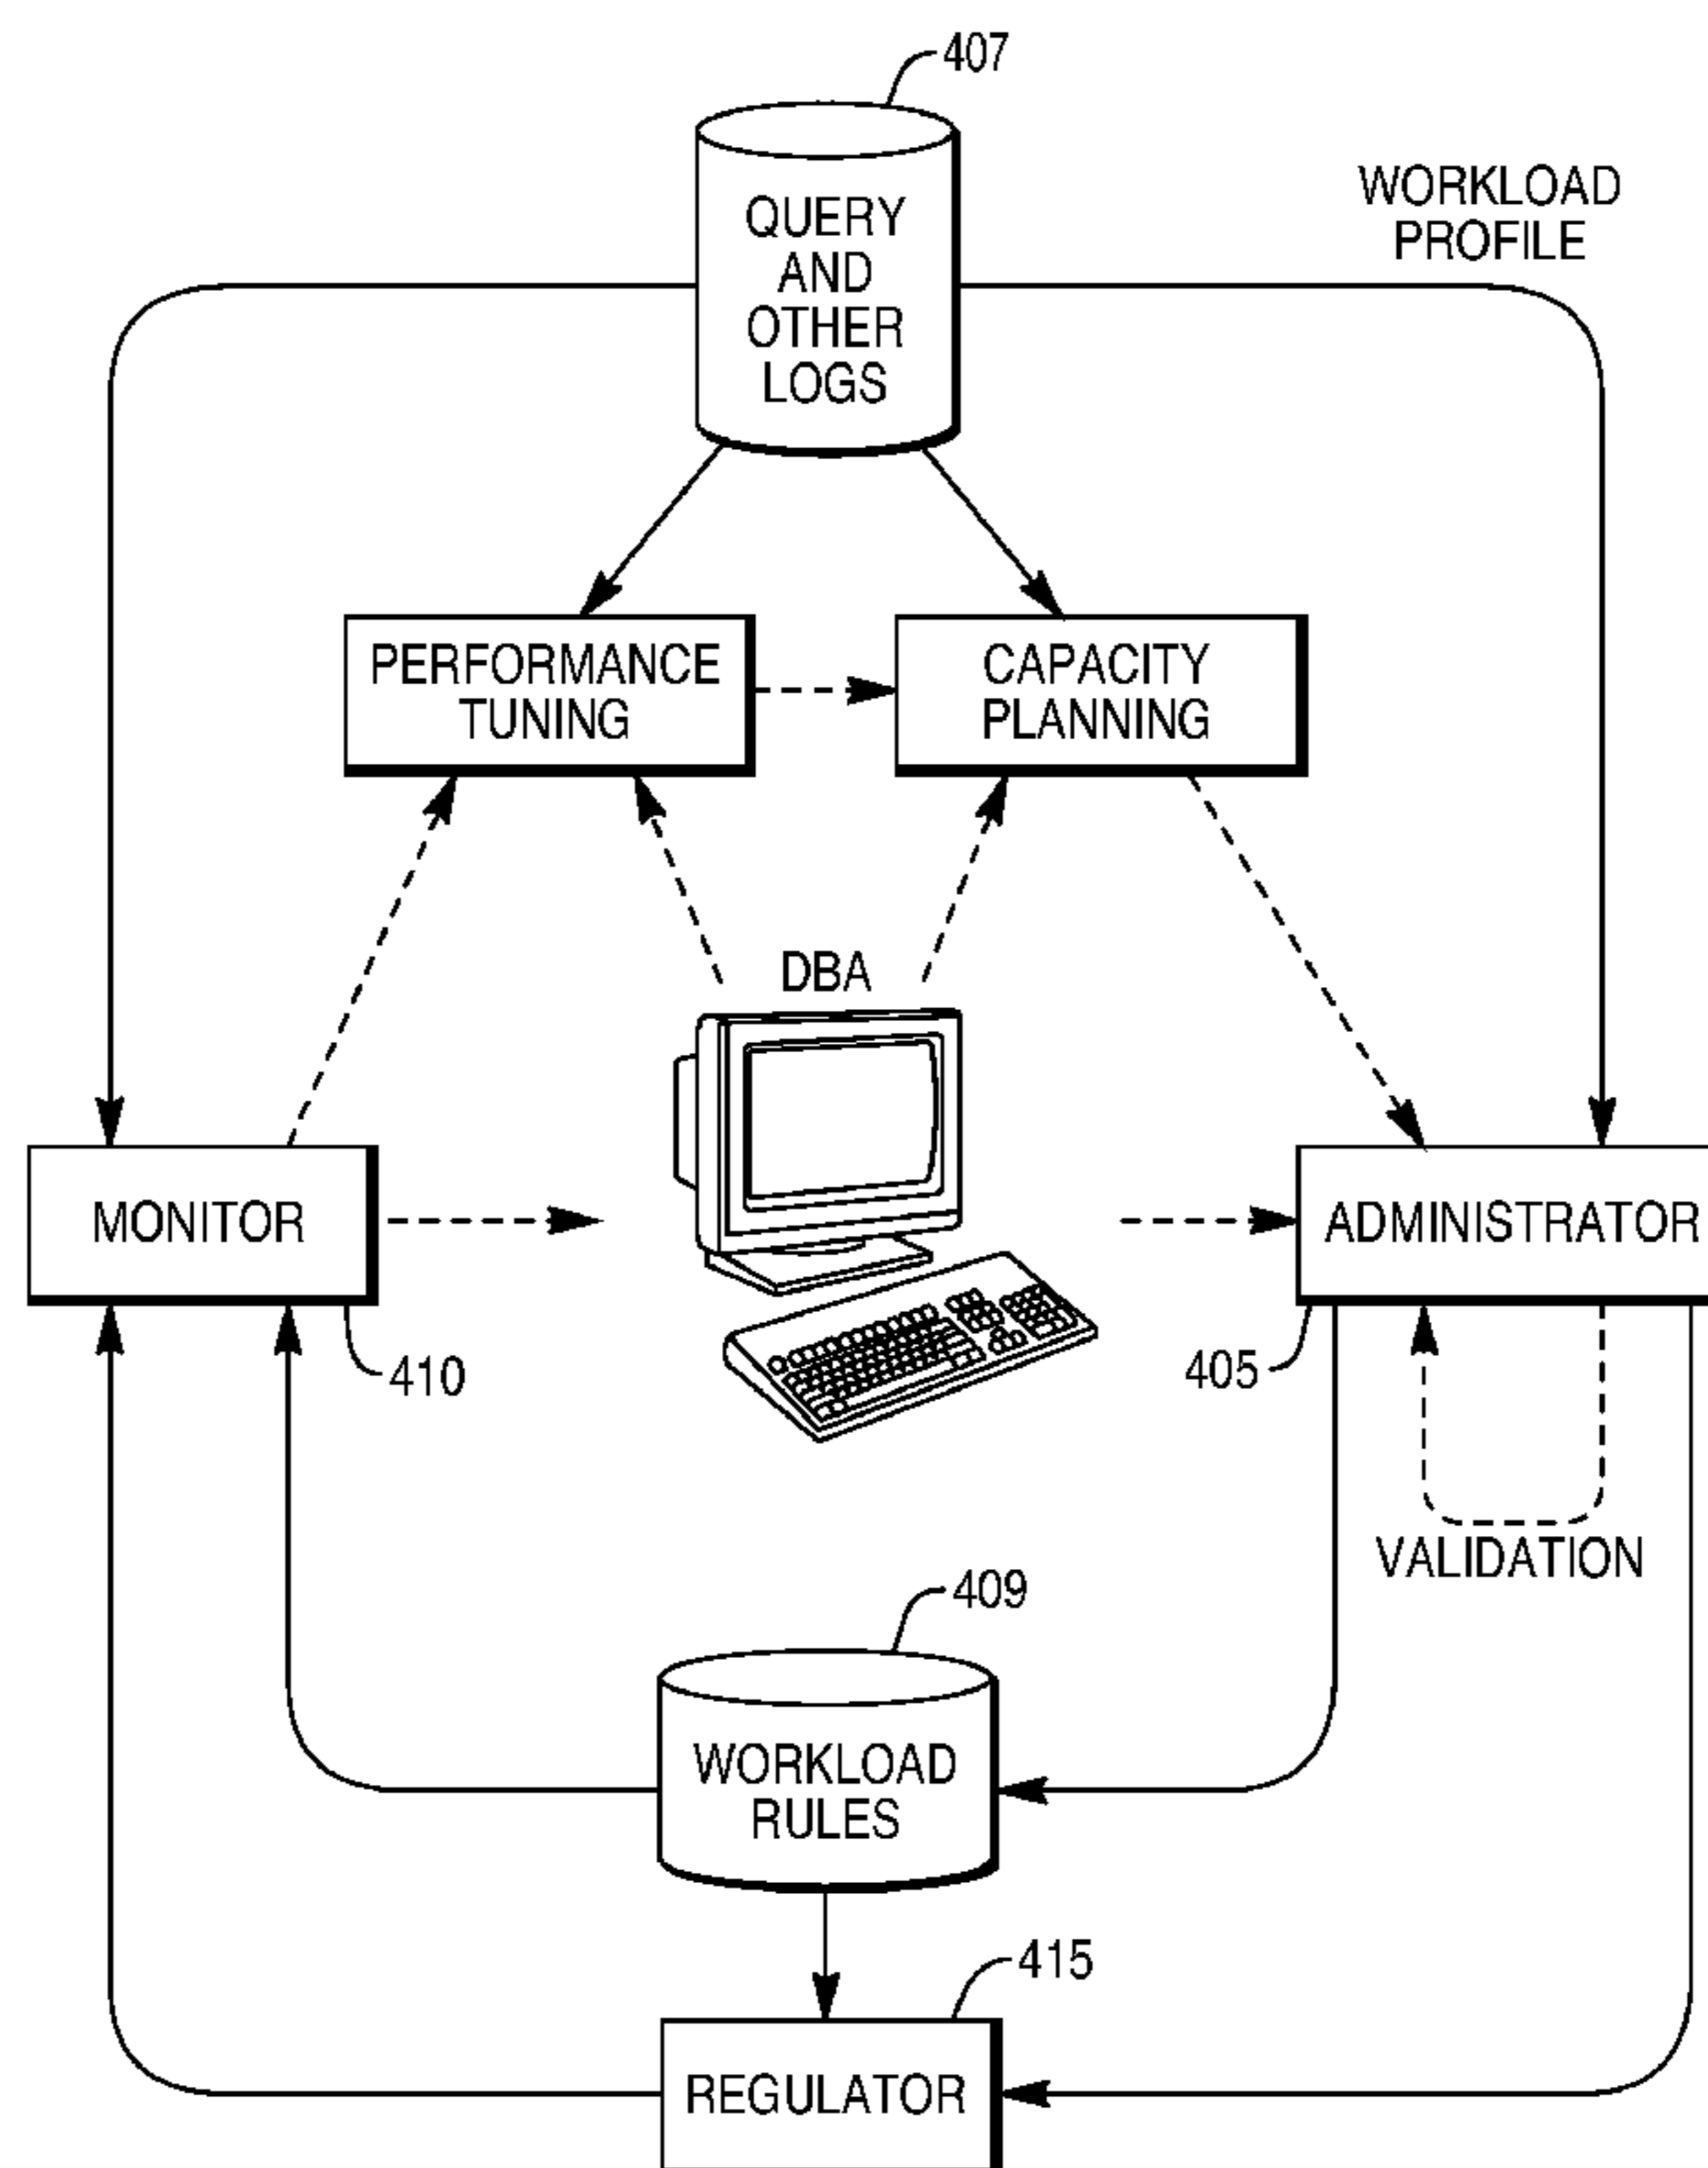 407
QUERY
AND
OTHER
LOGS
WORKLOAD
PROFILE
PERFORMANCE
TUNING
CAPACITY
PLANNING
DBA
MONITOR
ADMINISTRATOR
410
405
VALIDATION
409
WORKLOAD
RULES
415
REGULATOR